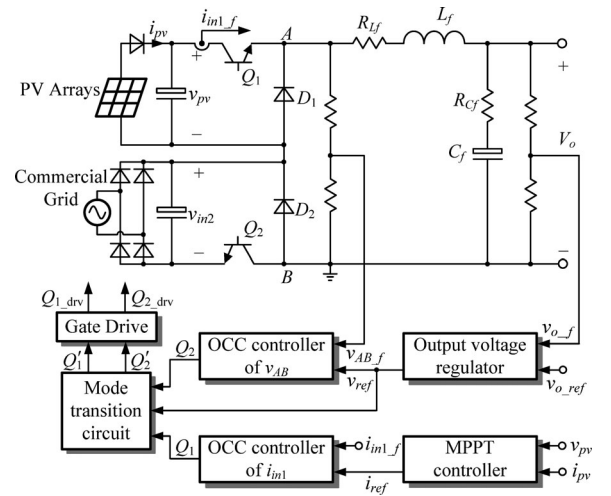 i_pv
i_in1_f
A
R_Lf
L_f
+
Q_1
+
PV Arrays
v_pv
D_1
R_Cf
−
C_f
V_o
Commercial
Grid
+
v_in2
D_2
Q_2
−
B
−
Q_1_drv
Q_2_drv
Gate Drive
Q′_1
Q′_2
Q_2
OCC controller
of v_AB
v_AB_f
v_ref
Output voltage
regulator
v_o_f
v_o_ref
Mode
transition
circuit
Q_1
OCC controller
of i_in1
i_in1_f
i_ref
MPPT
controller
v_pv
i_pv